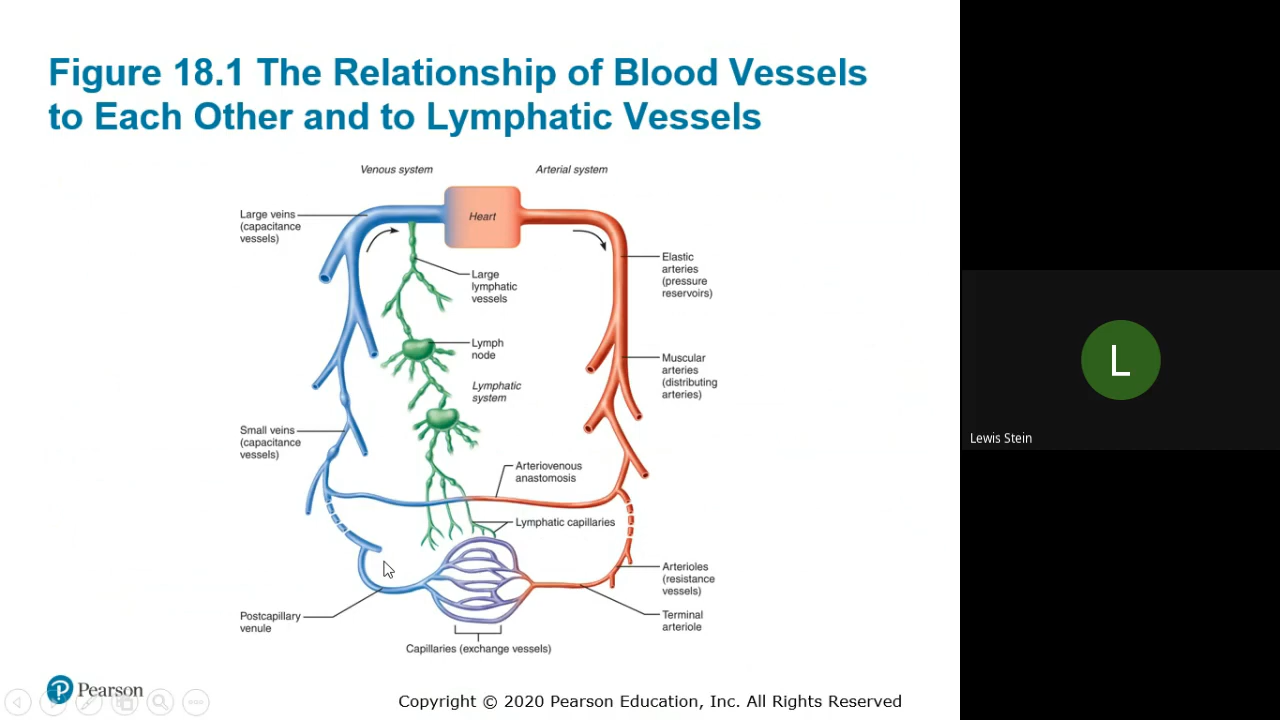 Figure 18.1 The Relationship of Blood Vessels
to Each Other and to Lymphatic Vessels
Venous system
Arterial system
Heart
Large veins
(capacitance
vessels)
Elastic
arteries
(pressure
reservoirs)
Large
lymphatic
vessels
Lymph
node
Muscular
arteries
(distributing
arteries)
Lymphatic
system
Small veins
(capacitance
vessels)
Arteriovenous
anastomosis
Lymphatic capillaries
Arterioles
(resistance
vessels)
Postcapillary
venule
Terminal
arteriole
Capillaries (exchange vessels)
P Pearson
Copyright © 2020 Pearson Education, Inc. All Rights Reserved
L
Lewis Stein